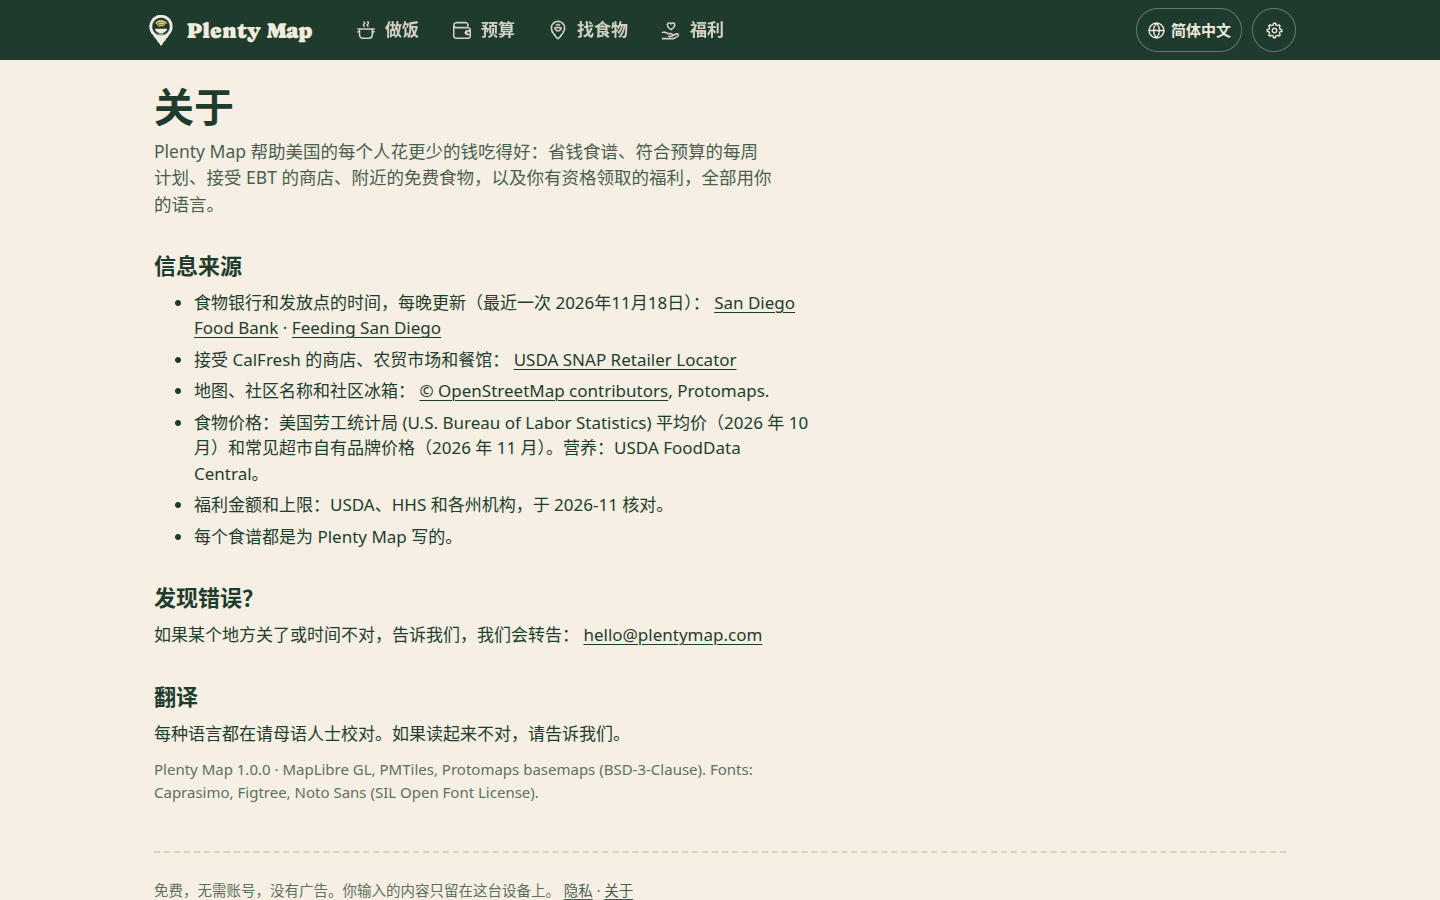 Plenty Map
做饭
预算
找食物
福利
简体中文
关于
Plenty Map 帮助美国的每个人花更少的钱吃得好：省钱食谱、符合预算的每周
计划、接受 EBT 的商店、附近的免费食物，以及你有资格领取的福利，全部用你
的语言。
信息来源
食物银行和发放点的时间，每晚更新（最近一次 2026年11月18日）： San Diego
Food Bank · Feeding San Diego
接受 CalFresh 的商店、农贸市场和餐馆： USDA SNAP Retailer Locator
地图、社区名称和社区冰箱： © OpenStreetMap contributors, Protomaps.
食物价格：美国劳工统计局 (U.S. Bureau of Labor Statistics) 平均价（2026 年 10
月）和常见超市自有品牌价格（2026 年 11 月）。营养：USDA FoodData
Central。
福利金额和上限：USDA、HHS 和各州机构，于 2026-11 核对。
每个食谱都是为 Plenty Map 写的。
发现错误？
如果某个地方关了或时间不对，告诉我们，我们会转告： hello@plentymap.com
翻译
每种语言都在请母语人士校对。如果读起来不对，请告诉我们。
Plenty Map 1.0.0 · MapLibre GL, PMTiles, Protomaps basemaps (BSD-3-Clause). Fonts:
Caprasimo, Figtree, Noto Sans (SIL Open Font License).
免费，无需账号，没有广告。你输入的内容只留在这台设备上。 隐私 · 关于